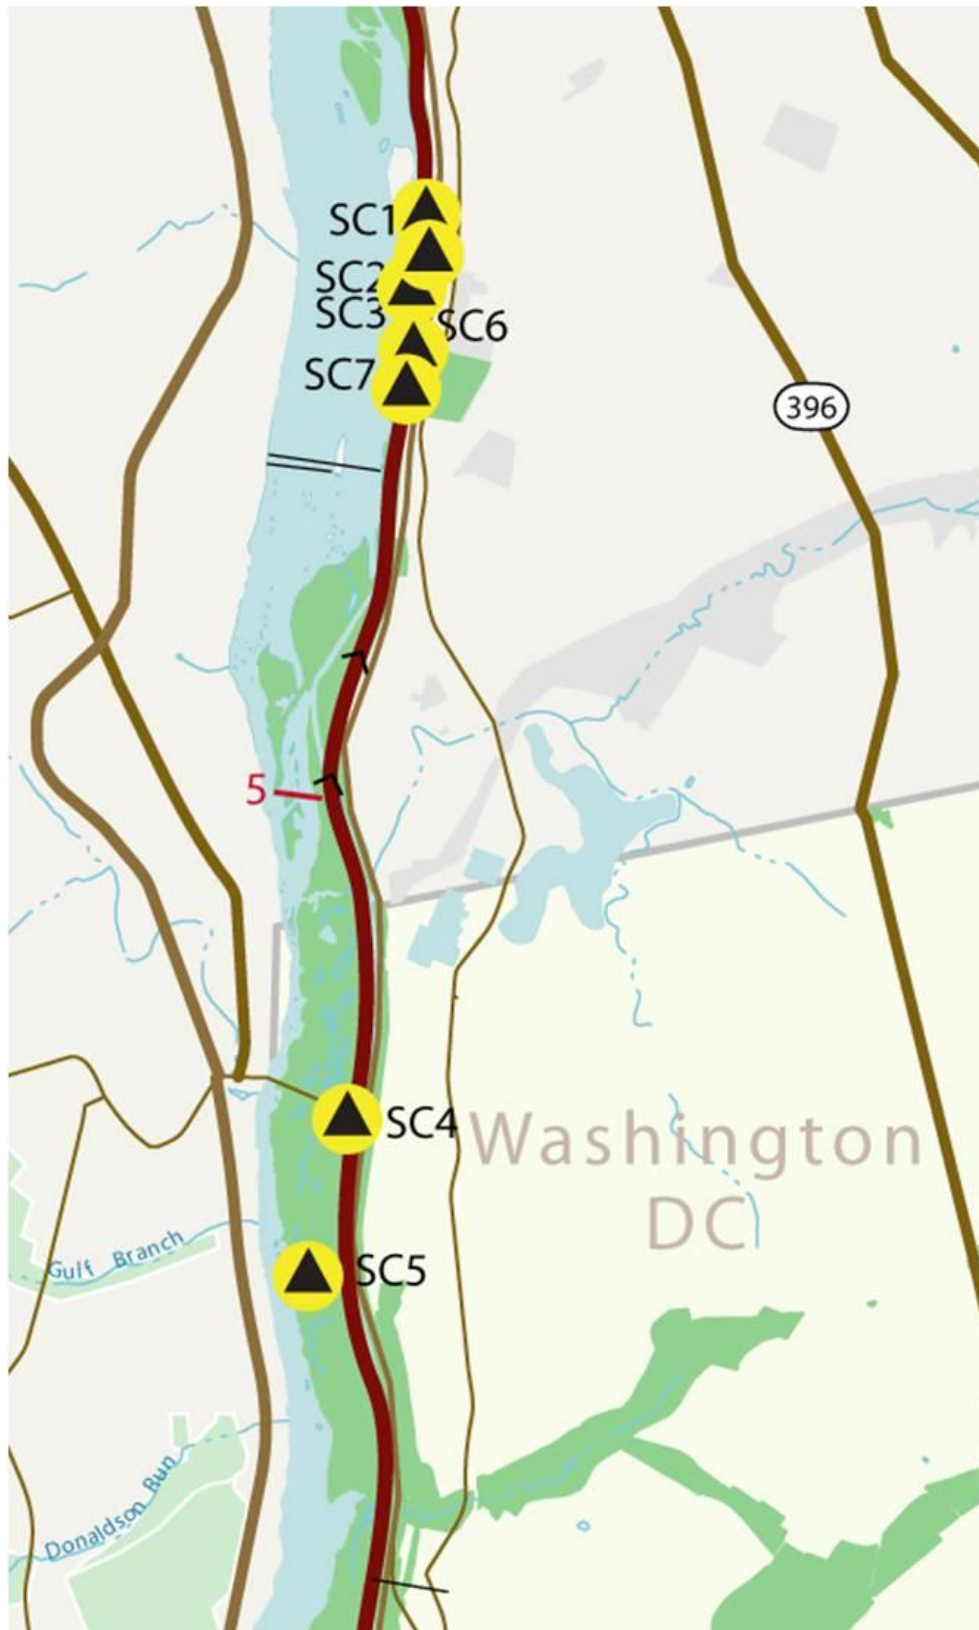 SC1
SC2
SC3
SC6
SC7
396
5
SC4
Washington
DC
Gulf Branch
SC5
Donaldson Run